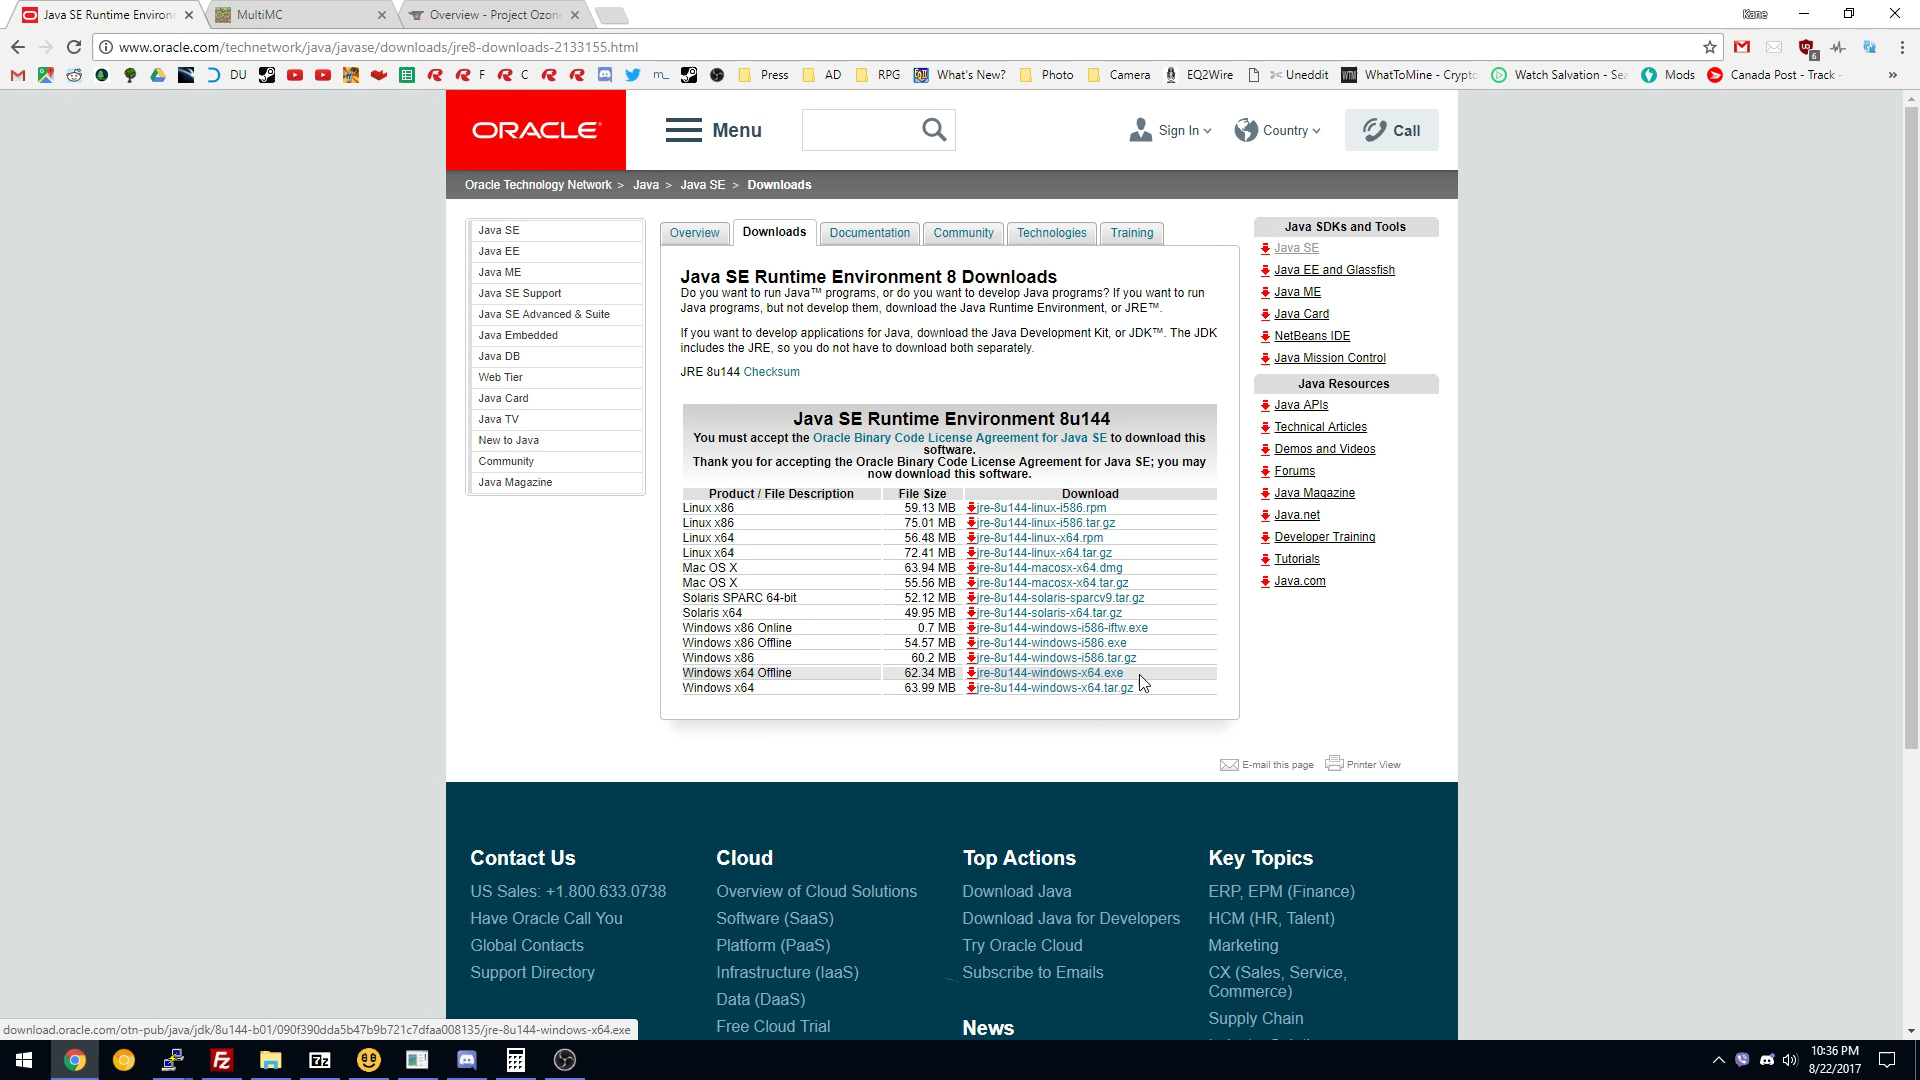 Java SE Runtime Environ
MultiMC
Overview - Project Ozon
Kane
www.oracle.com/technetwork/java/javase/downloads/jre8-downloads-2133155.html
6
DU
F
C
m_
Press
AD
RPG
What's New?
Photo
Camera
EQ2Wire
Uneddit
WTM
WhatToMine - Crypto
Watch Salvation - Sea
Mods
Canada Post - Track
»
ORACLE
Menu
Sign In
Country
Call
Oracle Technology Network > Java > Java SE > Downloads
Java SE
Java EE
Java ME
Java SE Support
Java SE Advanced & Suite
Java Embedded
Java DB
Web Tier
Java Card
Java TV
New to Java
Community
Java Magazine
Overview
Downloads
Documentation
Community
Technologies
Training
Java SE Runtime Environment 8 Downloads
Do you want to run Java™ programs, or do you want to develop Java programs? If you want to run
Java programs, but not develop them, download the Java Runtime Environment, or JRE™.
If you want to develop applications for Java, download the Java Development Kit, or JDK™. The JDK
includes the JRE, so you do not have to download both separately.
JRE 8u144 Checksum
Java SE Runtime Environment 8u144
You must accept the Oracle Binary Code License Agreement for Java SE to download this
software.
Thank you for accepting the Oracle Binary Code License Agreement for Java SE; you may
now download this software.
Product / File Description File Size Download
Linux x86 59.13 MB jre-8u144-linux-i586.rpm
Linux x86 75.01 MB jre-8u144-linux-i586.tar.gz
Linux x64 56.48 MB jre-8u144-linux-x64.rpm
Linux x64 72.41 MB jre-8u144-linux-x64.tar.gz
Mac OS X 63.94 MB jre-8u144-macosx-x64.dmg
Mac OS X 55.56 MB jre-8u144-macosx-x64.tar.gz
Solaris SPARC 64-bit 52.12 MB jre-8u144-solaris-sparcv9.tar.gz
Solaris x64 49.95 MB jre-8u144-solaris-x64.tar.gz
Windows x86 Online 0.7 MB jre-8u144-windows-i586-iftw.exe
Windows x86 Offline 54.57 MB jre-8u144-windows-i586.exe
Windows x86 60.2 MB jre-8u144-windows-i586.tar.gz
Windows x64 Offline 62.34 MB jre-8u144-windows-x64.exe
Windows x64 63.99 MB jre-8u144-windows-x64.tar.gz
Java SDKs and Tools
Java SE
Java EE and Glassfish
Java ME
Java Card
NetBeans IDE
Java Mission Control
Java Resources
Java APIs
Technical Articles
Demos and Videos
Forums
Java Magazine
Java.net
Developer Training
Tutorials
Java.com
E-mail this page
Printer View
Contact Us
US Sales: +1.800.633.0738
Have Oracle Call You
Global Contacts
Support Directory
Cloud
Overview of Cloud Solutions
Software (SaaS)
Platform (PaaS)
Infrastructure (IaaS)
Data (DaaS)
Free Cloud Trial
Top Actions
Download Java
Download Java for Developers
Try Oracle Cloud
Subscribe to Emails
News
Key Topics
ERP, EPM (Finance)
HCM (HR, Talent)
Marketing
CX (Sales, Service,
Commerce)
Supply Chain
download.oracle.com/otn-pub/java/jdk/8u144-b01/090f390dda5b47b9b721c7dfaa008135/jre-8u144-windows-x64.exe
Fz
7z
10:36 PM
8/22/2017